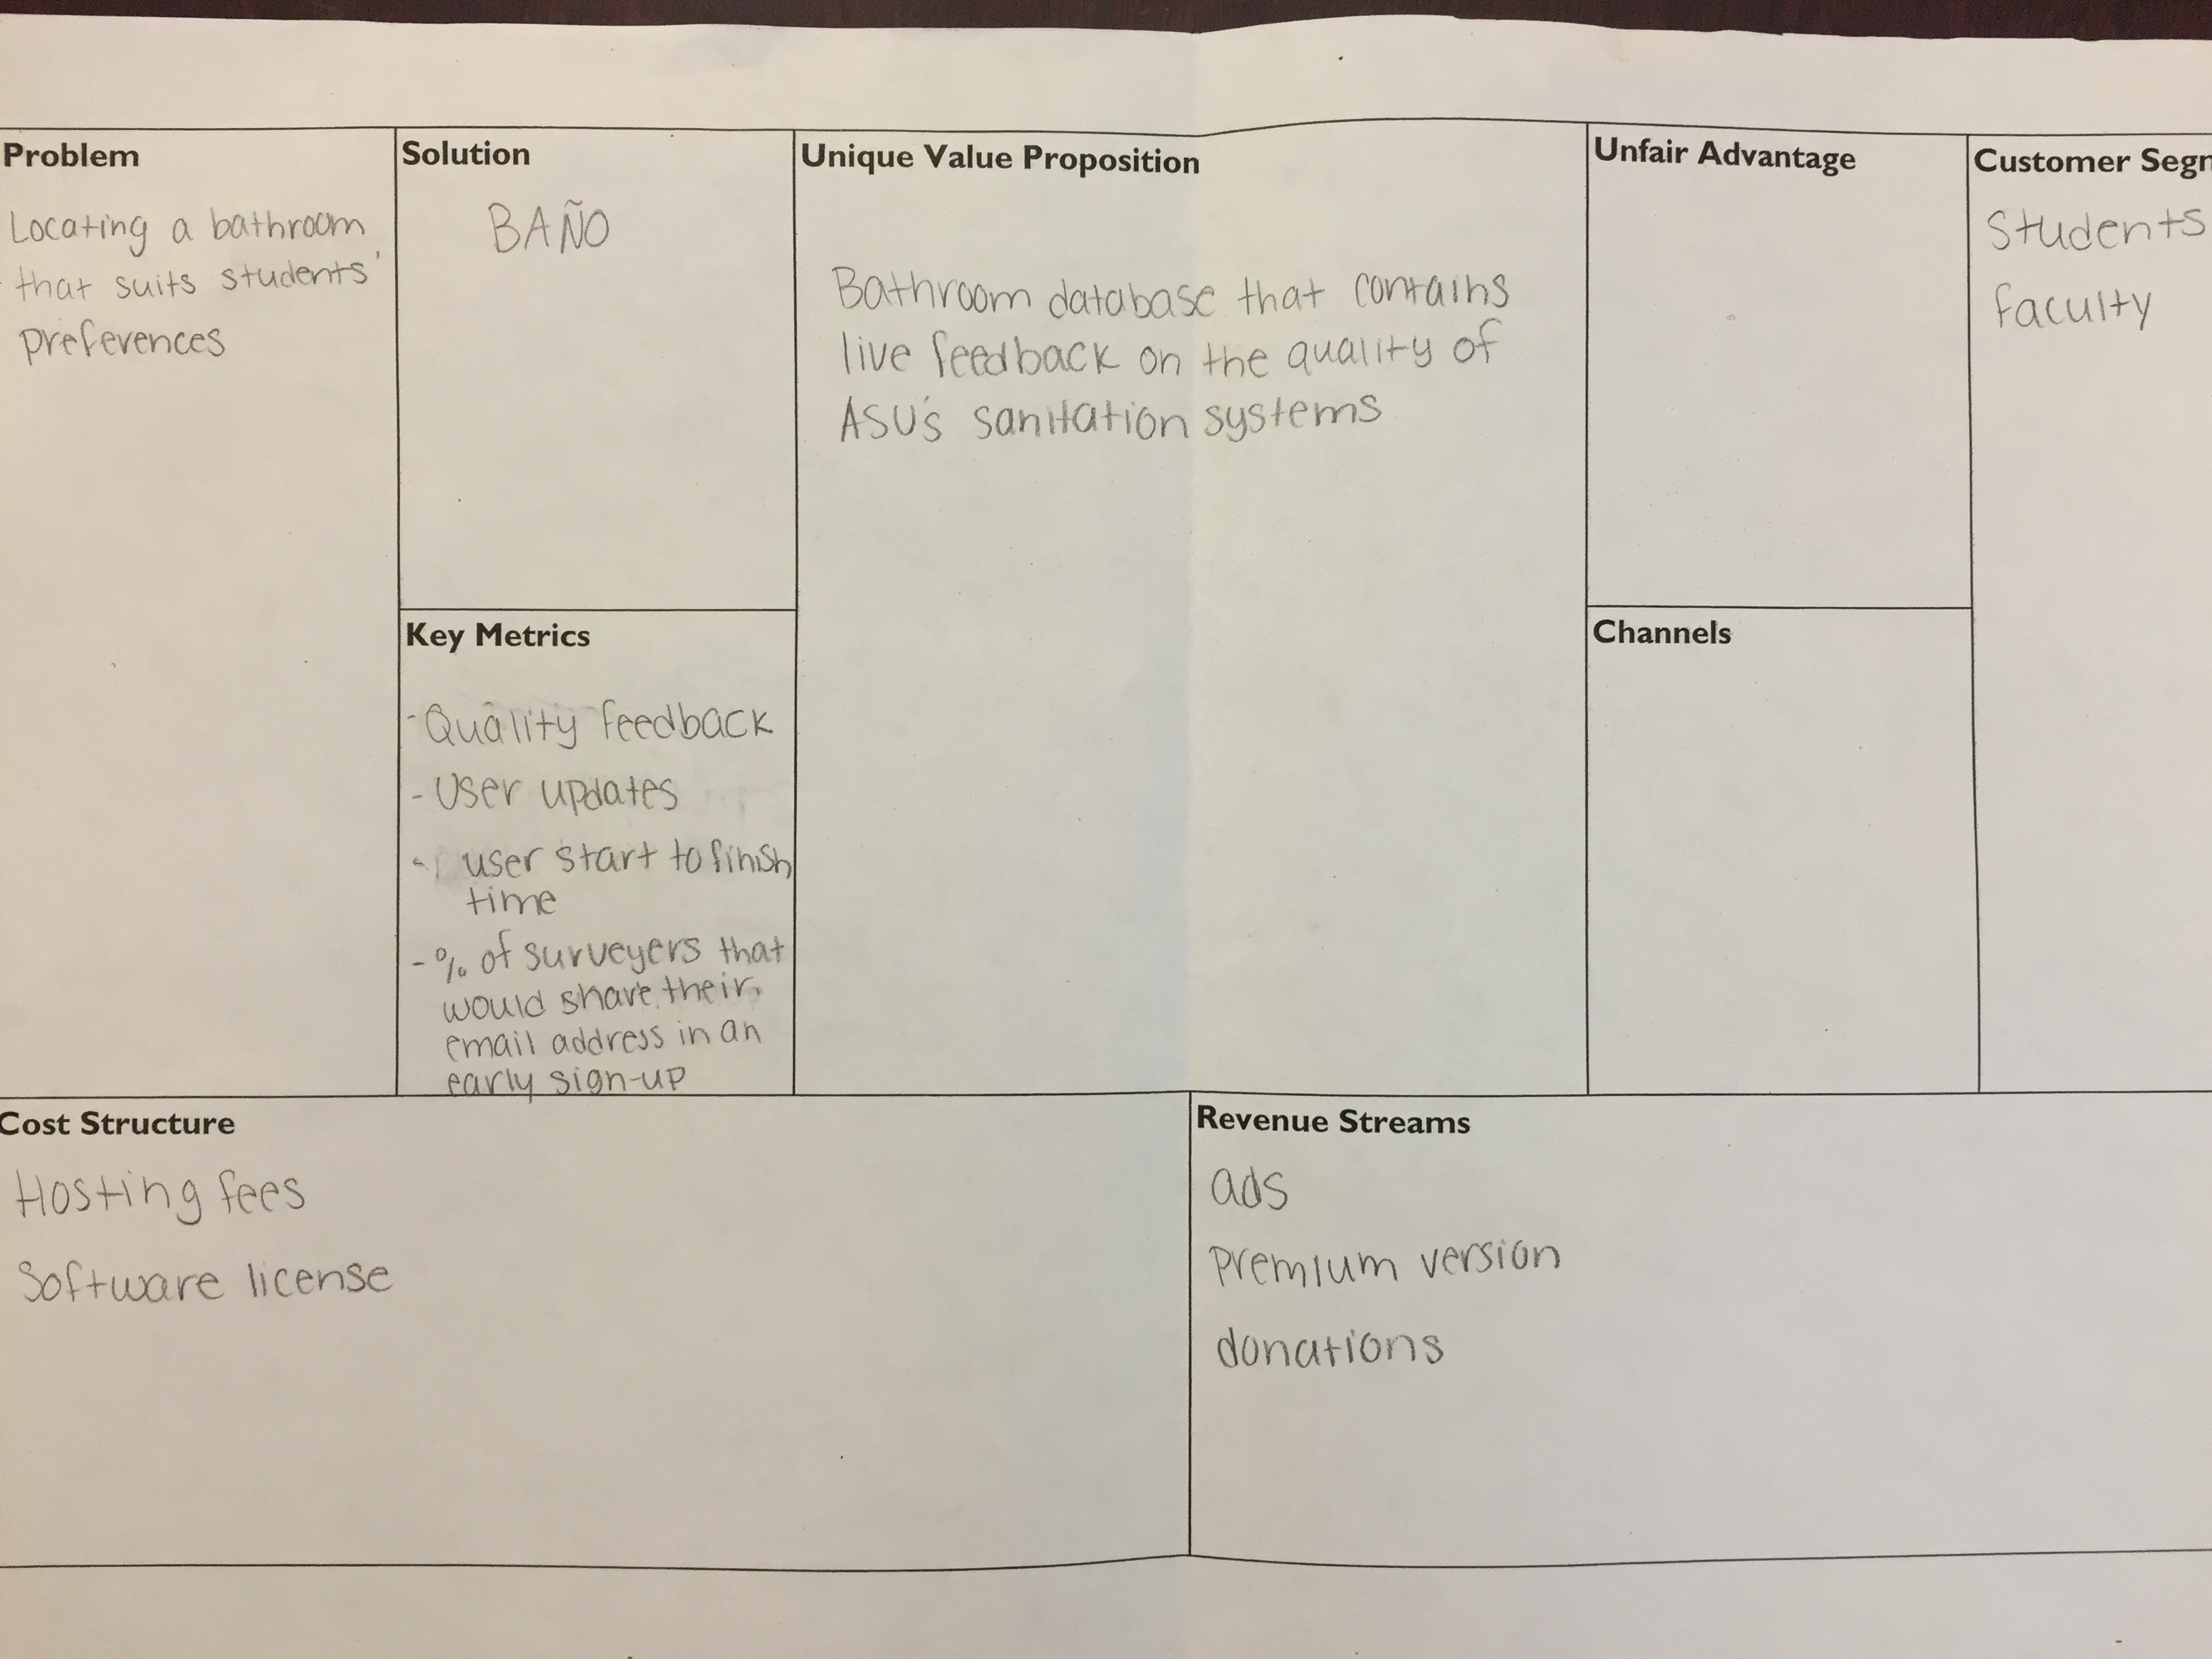 Problem
Locating a bathroom
that suits students'
preferences
Solution
BAÑO
Key Metrics
- Quality feedback
- User updates
- user start to finish
time
- % of surveyers that
would share their
email address in an
early sign-up
Unique Value Proposition
Bathroom database that contains
live feedback on the quality of
ASU's sanitation systems
Unfair Advantage
Channels
Customer Segm
Students
faculty
Cost Structure
Hosting fees
Software license
Revenue Streams
ads
Premium version
donations